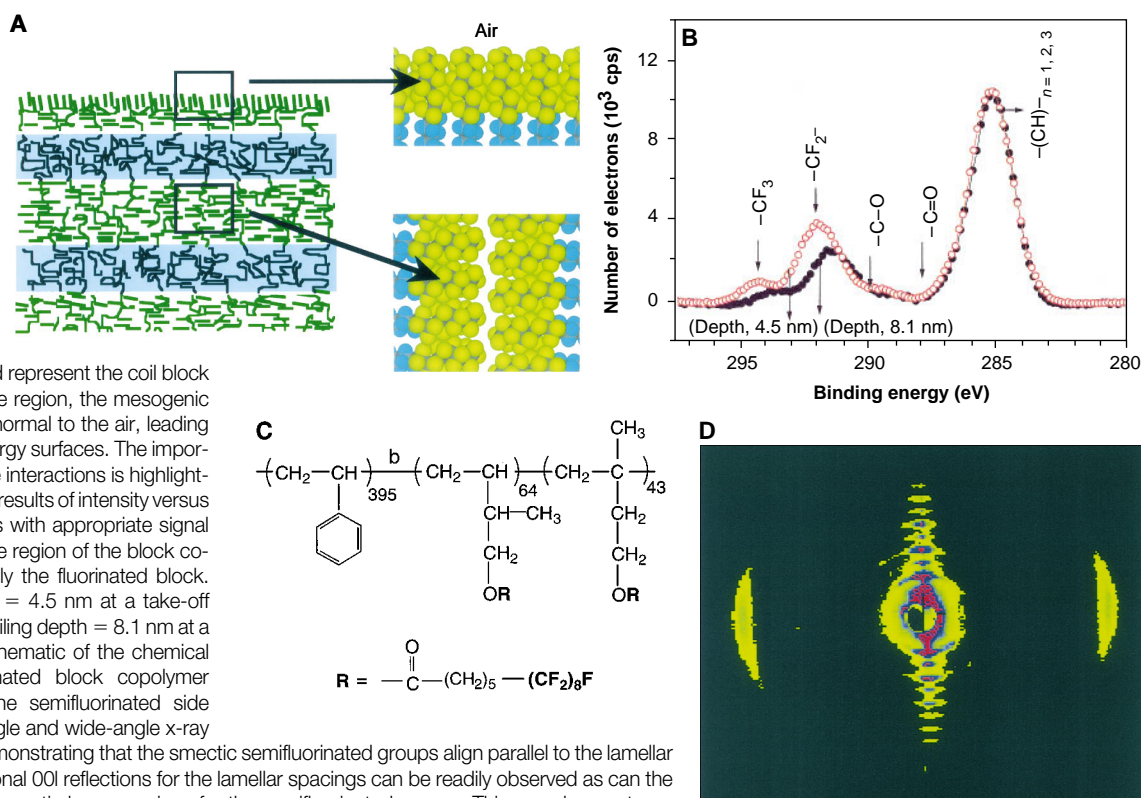 A
Air
B
Number of electrons (10³ cps)
12
8
4
0
–CF₃
–CF₂⁻
–C–O
–C=O
–(CH)⁻n = 1, 2, 3
(Depth, 4.5 nm) (Depth, 8.1 nm)
295 290 285 280
Binding energy (eV)
d represent the coil block
e region, the mesogenic
normal to the air, leading
rgy surfaces. The impor-
e interactions is highlight-
results of intensity versus
s with appropriate signal
e region of the block co-
ly the fluorinated block.
= 4.5 nm at a take-off
iling depth = 8.1 nm at a
hematic of the chemical
nated block copolymer
ne semifluorinated side
gle and wide-angle x-ray
monstrating that the smectic semifluorinated groups align parallel to the lamellar
onal 00l reflections for the lamellar spacings can be readily observed as can the
C
CH₃
b
–(CH₂–CH)395–(CH₂–CH)64–(CH₂–C)43
CH–CH₃ CH₂
CH₂ CH₂
OR OR
O
R = –C–(CH₂)₅–(CF₂)₈F
D